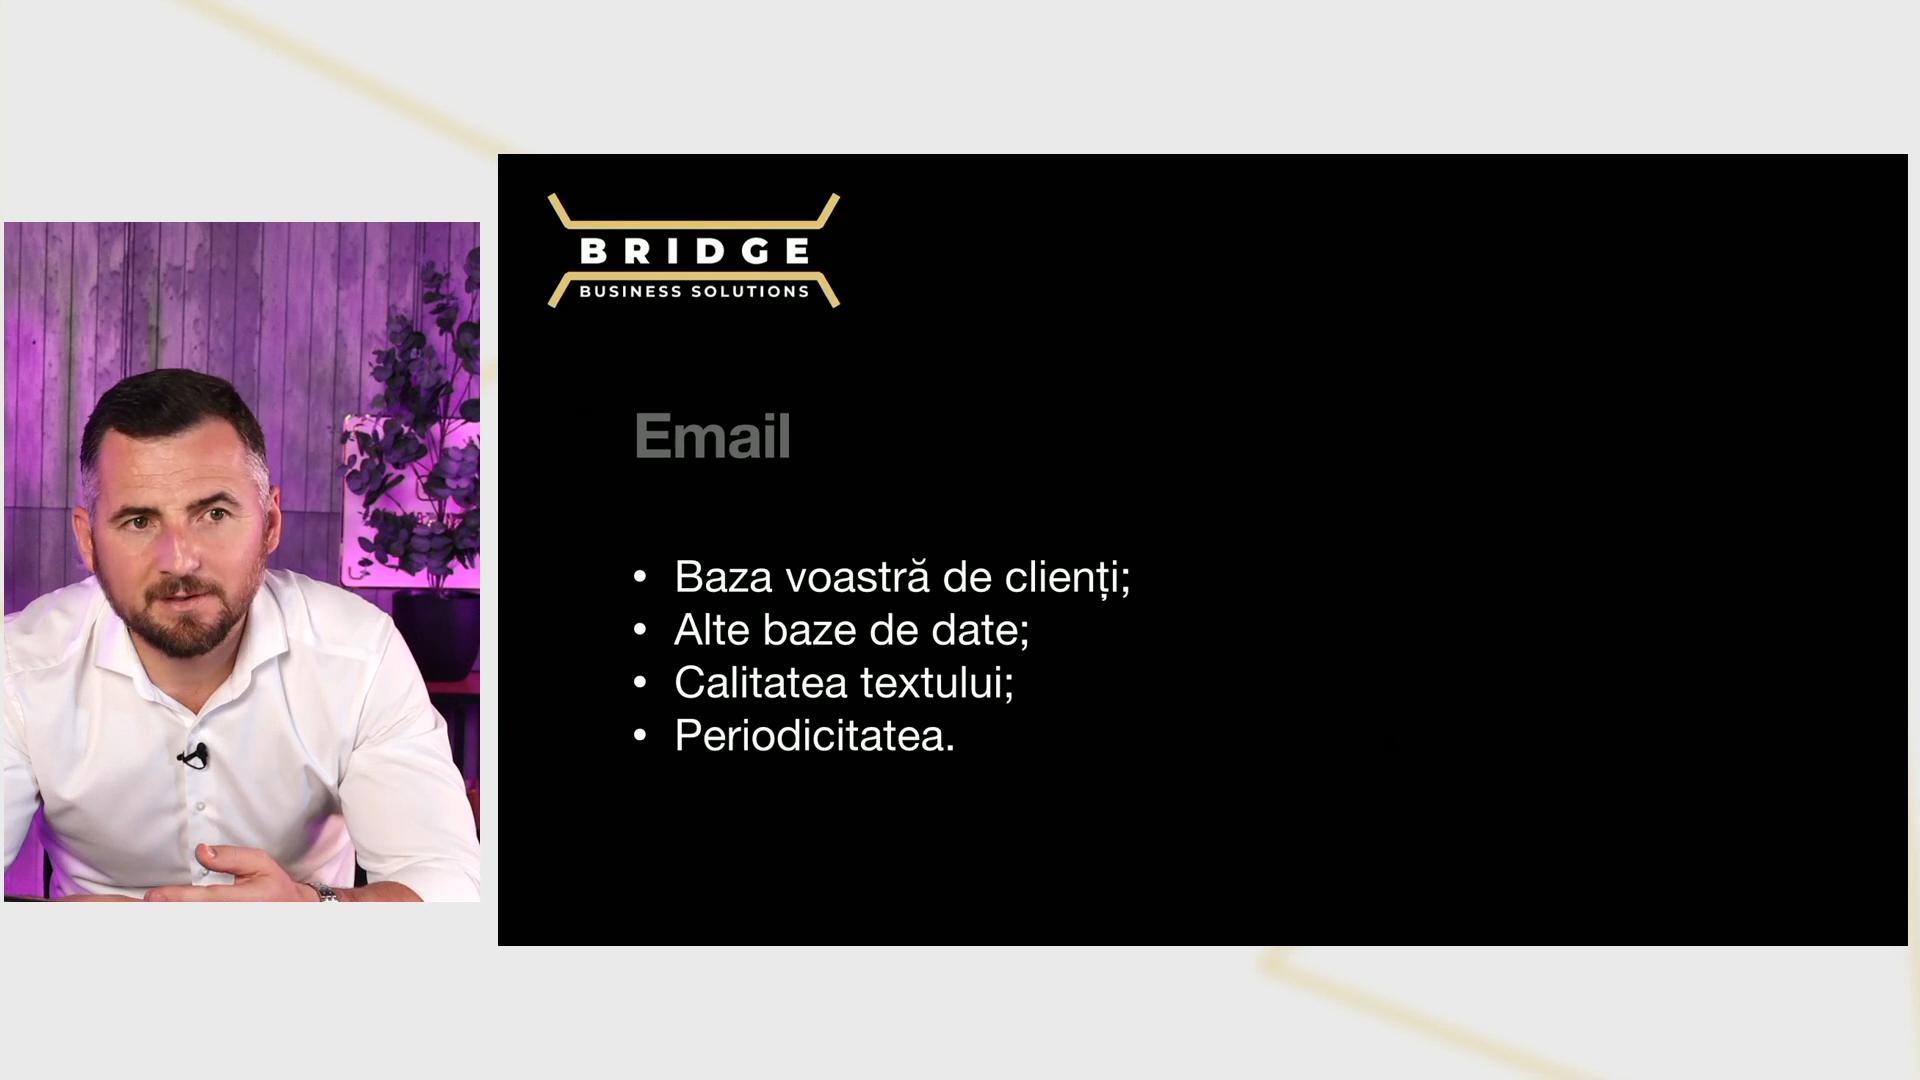 BRIDGE
BUSINESS SOLUTIONS
Email
• Baza voastră de clienți;
• Alte baze de date;
• Calitatea textului;
• Periodicitatea.